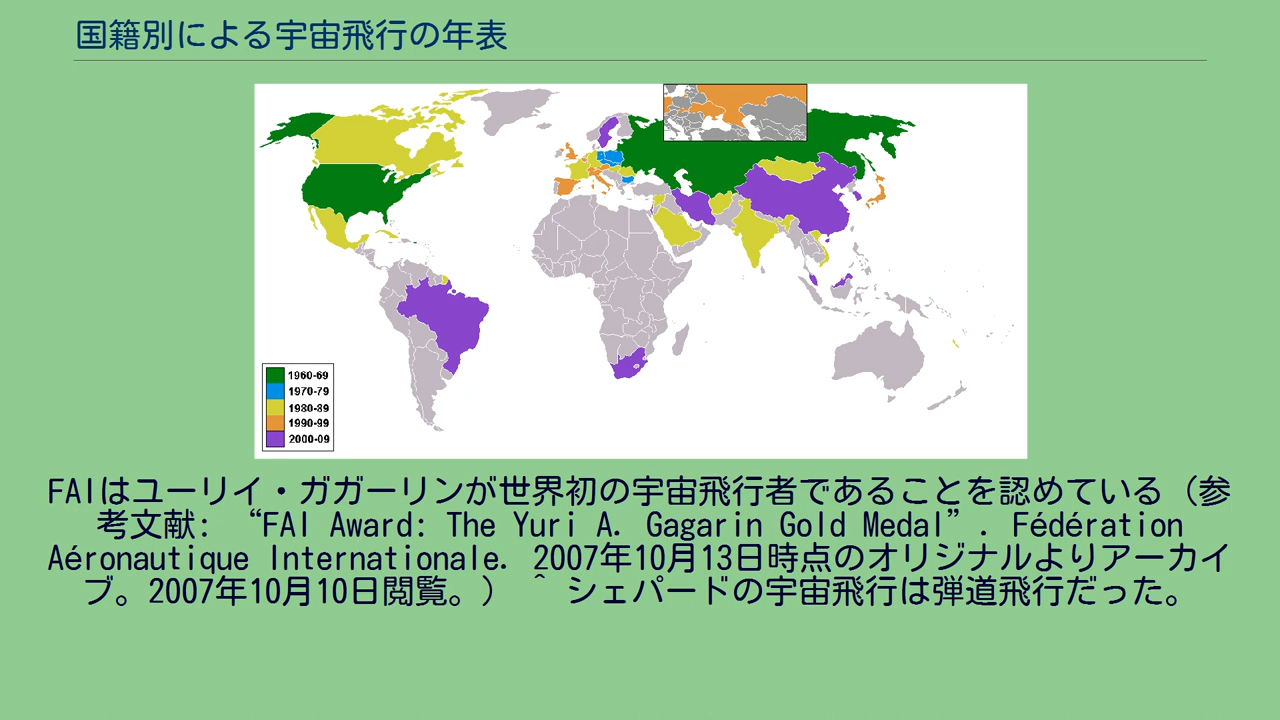 国籍別による宇宙飛行の年表
1960-69
1970-79
1980-89
1990-99
2000-09
FAIはユーリイ・ガガーリンが世界初の宇宙飛行者であることを認めている（参
考文献: “FAI Award: The Yuri A. Gagarin Gold Medal”. Fédération
Aéronautique Internationale. 2007年10月13日時点のオリジナルよりアーカイ
ブ。2007年10月10日閲覧。） ^ シェパードの宇宙飛行は弾道飛行だった。